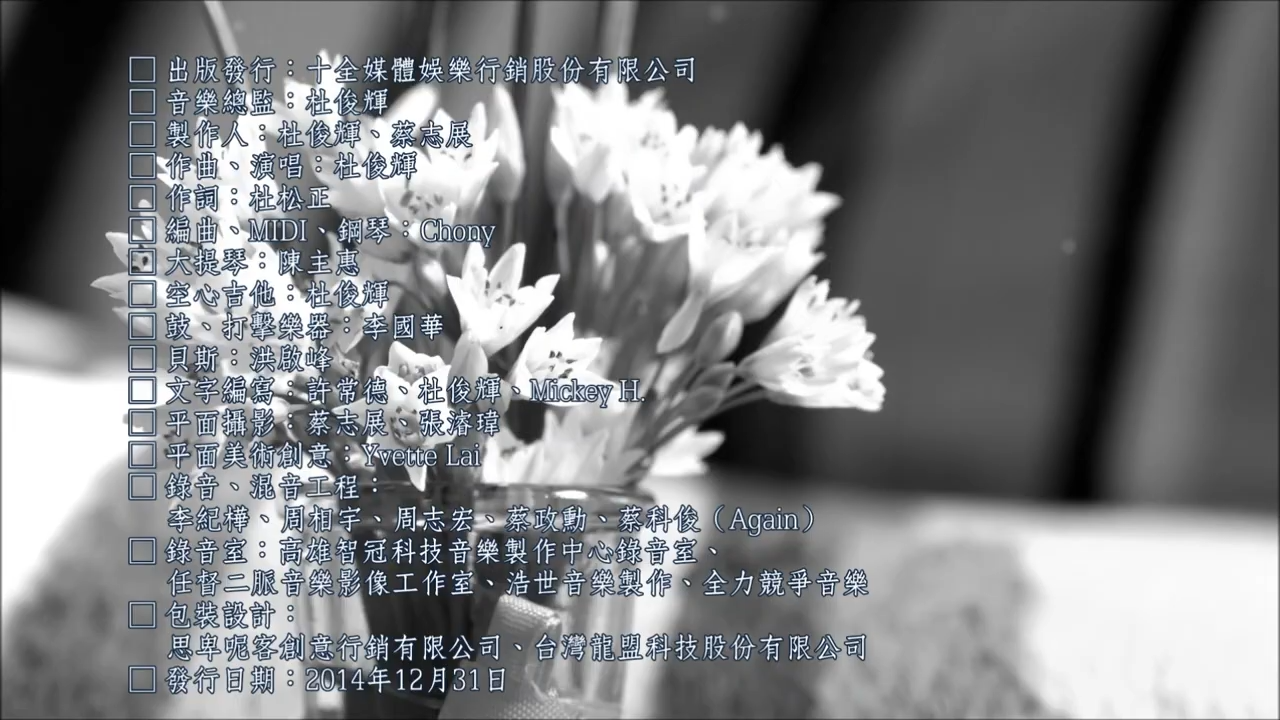 □ 出版發行：十全媒體娛樂行銷股份有限公司
□ 音樂總監：杜俊輝
□ 製作人：杜俊輝、蔡志展
□ 作曲、演唱：杜俊輝
□ 作詞：杜松正
□ 編曲、MIDI、鋼琴：Chony
□ 大提琴：陳主惠
□ 空心吉他：杜俊輝
□ 鼓、打擊樂器：李國華
□ 貝斯：洪啟峰
□ 文字編寫：許常德、杜俊輝、Mickey H.
□ 平面攝影：蔡志展、張濬瑋
□ 平面美術創意：Yvette Lai
□ 錄音、混音工程：
李紀樺、周相宇、周志宏、蔡政勳、蔡科俊（Again）
□ 錄音室：高雄智冠科技音樂製作中心錄音室、
任督二脈音樂影像工作室、浩世音樂製作、全力競爭音樂
□ 包裝設計：
思卑呢客創意行銷有限公司、台灣龍盟科技股份有限公司
□ 發行日期：2014年12月31日